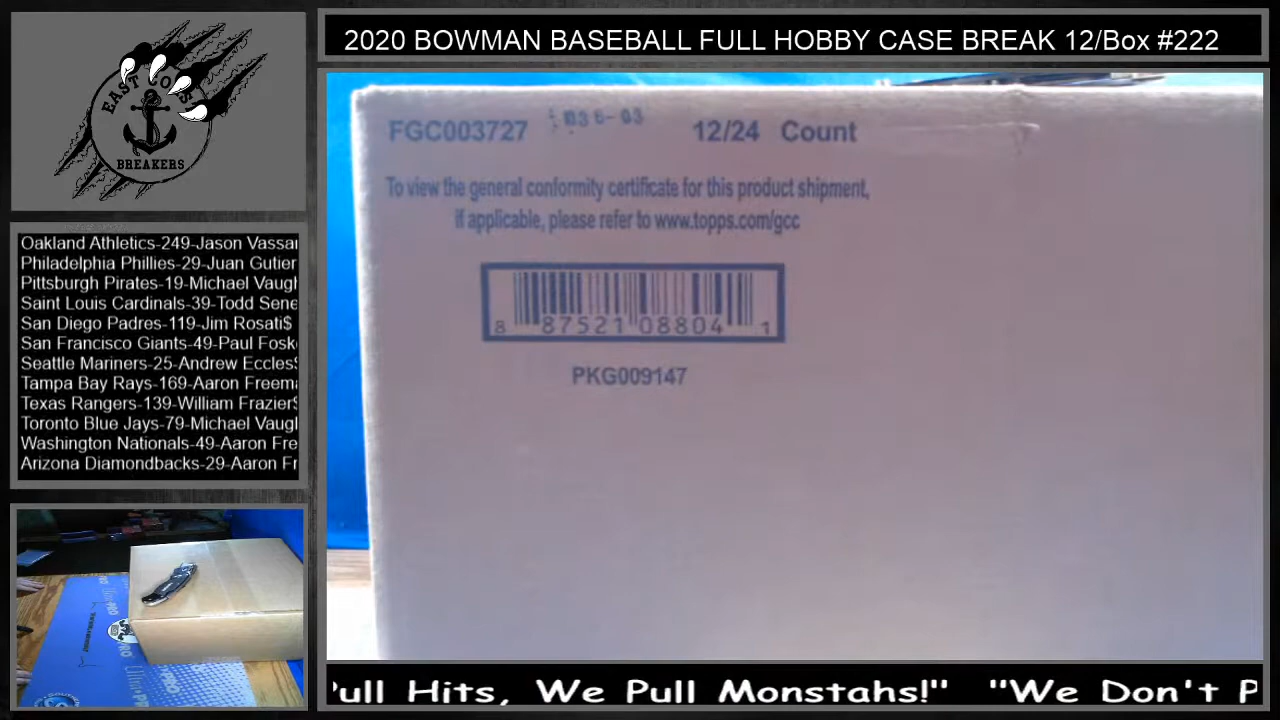 EAST COAST
BREAKERS
2020 BOWMAN BASEBALL FULL HOBBY CASE BREAK 12/Box #222
Oakland Athletics-249-Jason Vassar
Philadelphia Phillies-29-Juan Gutier
Pittsburgh Pirates-19-Michael Vaugh
Saint Louis Cardinals-39-Todd Sene
San Diego Padres-119-Jim Rosati$
San Francisco Giants-49-Paul Fosk
Seattle Mariners-25-Andrew Eccles$
Tampa Bay Rays-169-Aaron Freema
Texas Rangers-139-William Frazier$
Toronto Blue Jays-79-Michael Vaugl
Washington Nationals-49-Aaron Fre
Arizona Diamondbacks-29-Aaron Fr
FGC003727 12/24 Count
To view the general conformity certificate for this product shipment,
if applicable, please refer to www.topps.com/gcc
8 87521 08804 1
PKG009147
ull Hits, We Pull Monstahs!" "We Don't P